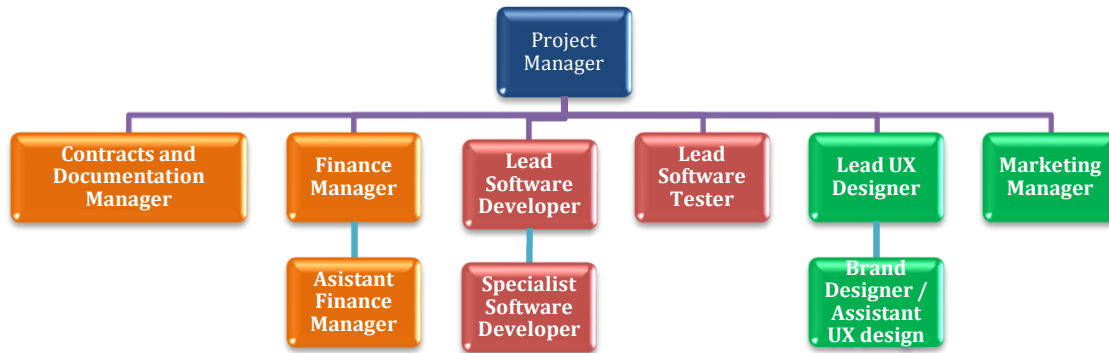 Project
Manager
Contracts and
Documentation
Manager
Finance
Manager
Lead
Software
Developer
Lead
Software
Tester
Lead UX
Designer
Marketing
Manager
Asistant
Finance
Manager
Specialist
Software
Developer
Brand
Designer /
Assistant
UX design